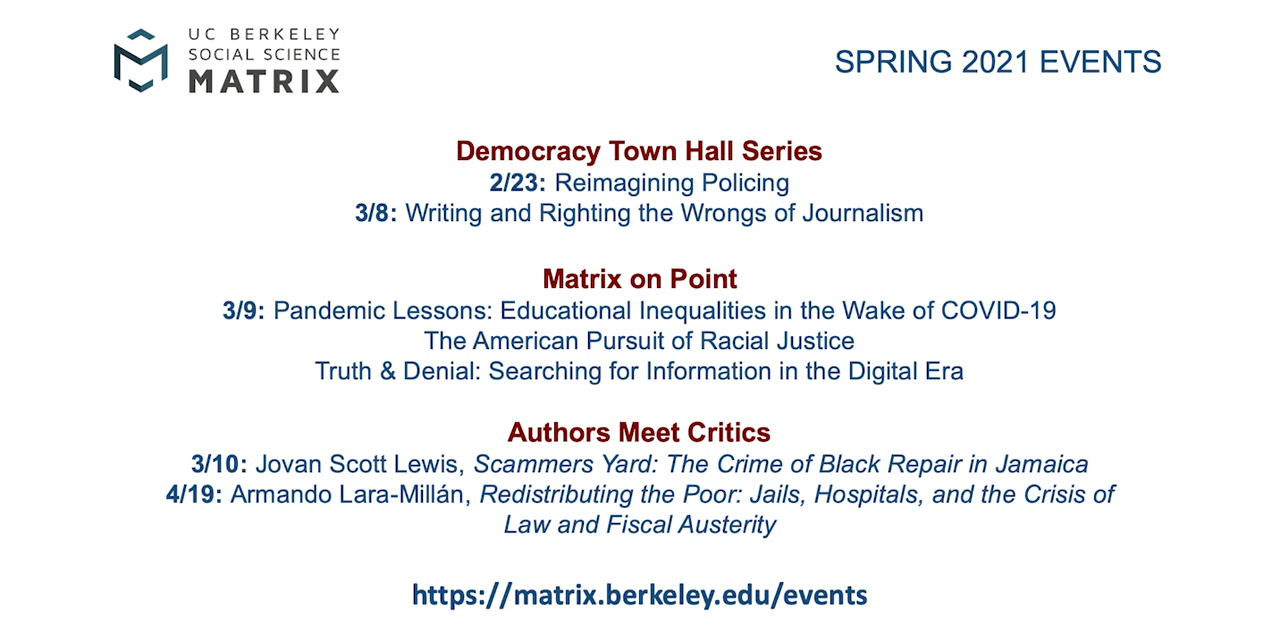 UC BERKELEY
SOCIAL SCIENCE
MATRIX
SPRING 2021 EVENTS
Democracy Town Hall Series
2/23: Reimagining Policing
3/8: Writing and Righting the Wrongs of Journalism
Matrix on Point
3/9: Pandemic Lessons: Educational Inequalities in the Wake of COVID-19
The American Pursuit of Racial Justice
Truth & Denial: Searching for Information in the Digital Era
Authors Meet Critics
3/10: Jovan Scott Lewis, Scammers Yard: The Crime of Black Repair in Jamaica
4/19: Armando Lara-Millán, Redistributing the Poor: Jails, Hospitals, and the Crisis of
Law and Fiscal Austerity
https://matrix.berkeley.edu/events